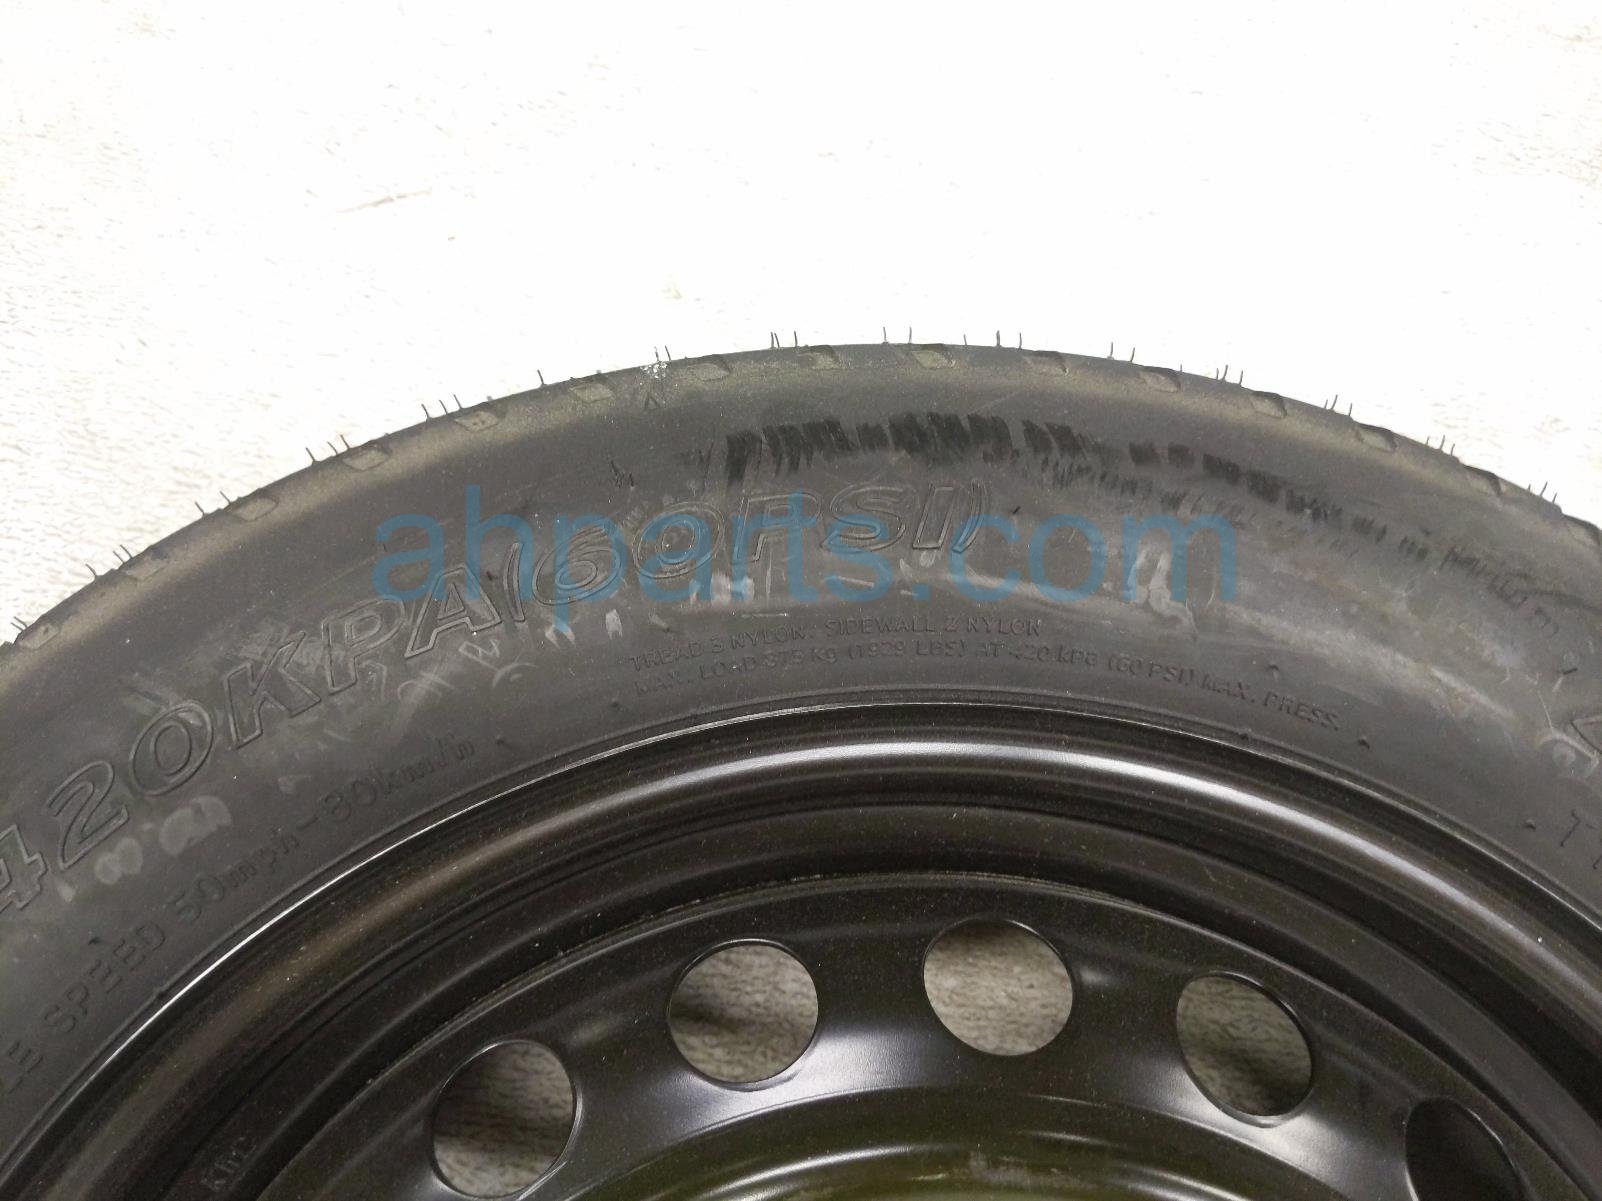 420KPA(60PSI)
ahparts.com
TREAD 3 NYLON. SIDEWALL 2 NYLON
MAX. LOAD 875 Kg (1929 LBS) AT 420 KPa (60 PSI) MAX. PRESS.
SPEED 50mph-80km/h